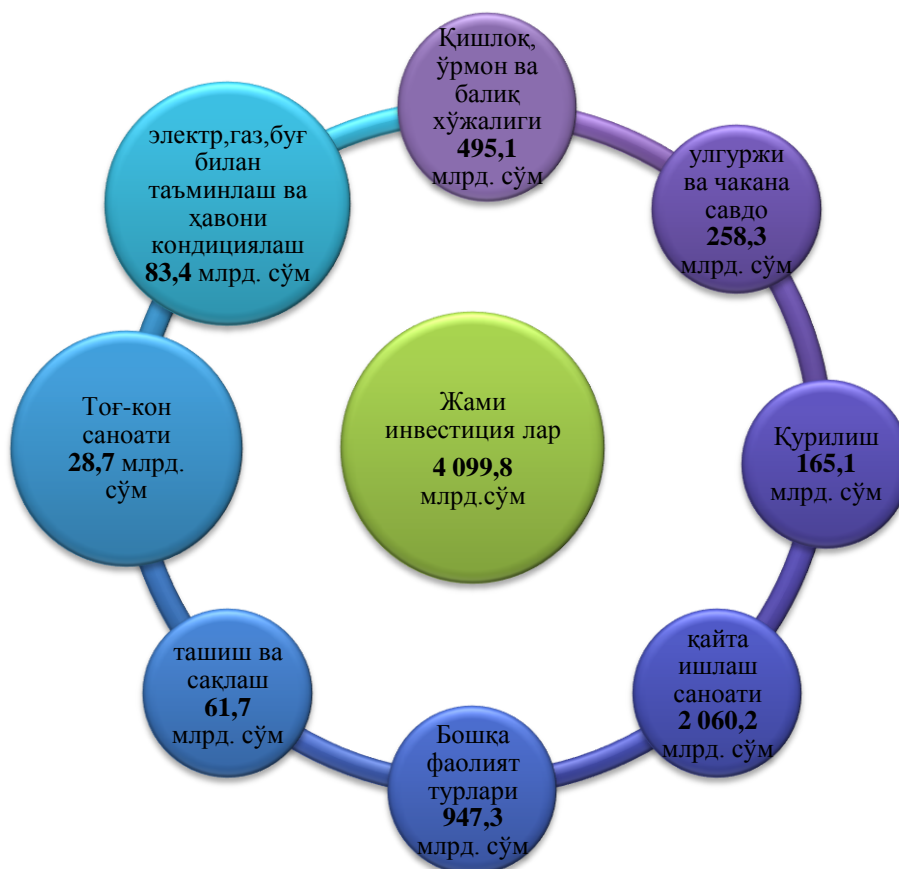 Қишлоқ,
ўрмон ва
балиқ
хўжалиги
495,1
млрд. сўм
улгуржи
ва чакана
савдо
258,3
млрд. сўм
Қурилиш
165,1
млрд. сўм
қайта
ишлаш
саноати
2 060,2
млрд. сўм
Бошқа
фаолият
турлари
947,3
млрд. сўм
ташиш ва
сақлаш
61,7
млрд. сўм
Тоғ-кон
саноати
28,7 млрд.
сўм
электр,газ,буғ
билан
таъминлаш ва
ҳавони
кондициялаш
83,4 млрд. сўм
Жами
инвестиция лар
4 099,8
млрд.сўм